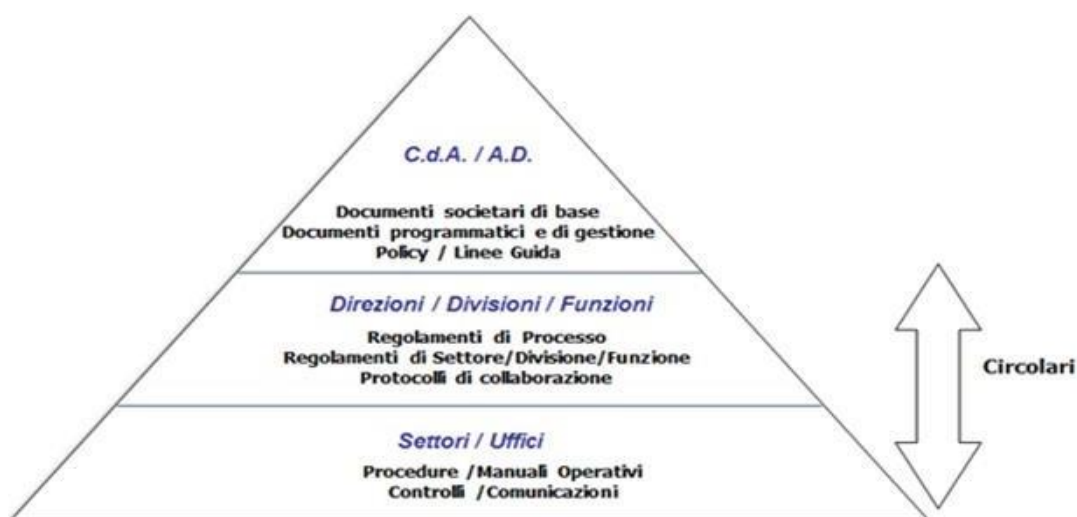 C.d.A. / A.D.
Documenti societari di base
Documenti programmatici e di gestione
Policy / Linee Guida
Direzioni / Divisioni / Funzioni
Regolamenti di Processo
Regolamenti di Settore/Divisione/Funzione
Protocolli di collaborazione
Circolari
Settori / Uffici
Procedure /Manuali Operativi
Controlli /Comunicazioni